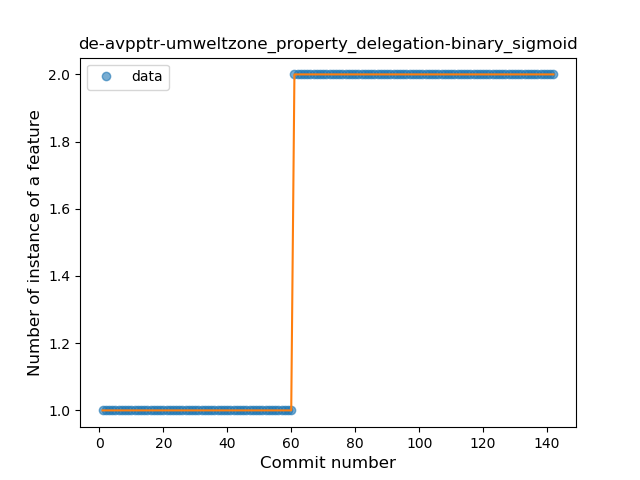 de-avpptr-umweltzone_property_delegation-binary_sigmoid
data
Number of instance of a feature
2.0
1.8
1.6
1.4
1.2
1.0
0 20 40 60 80 100 120 140
Commit number